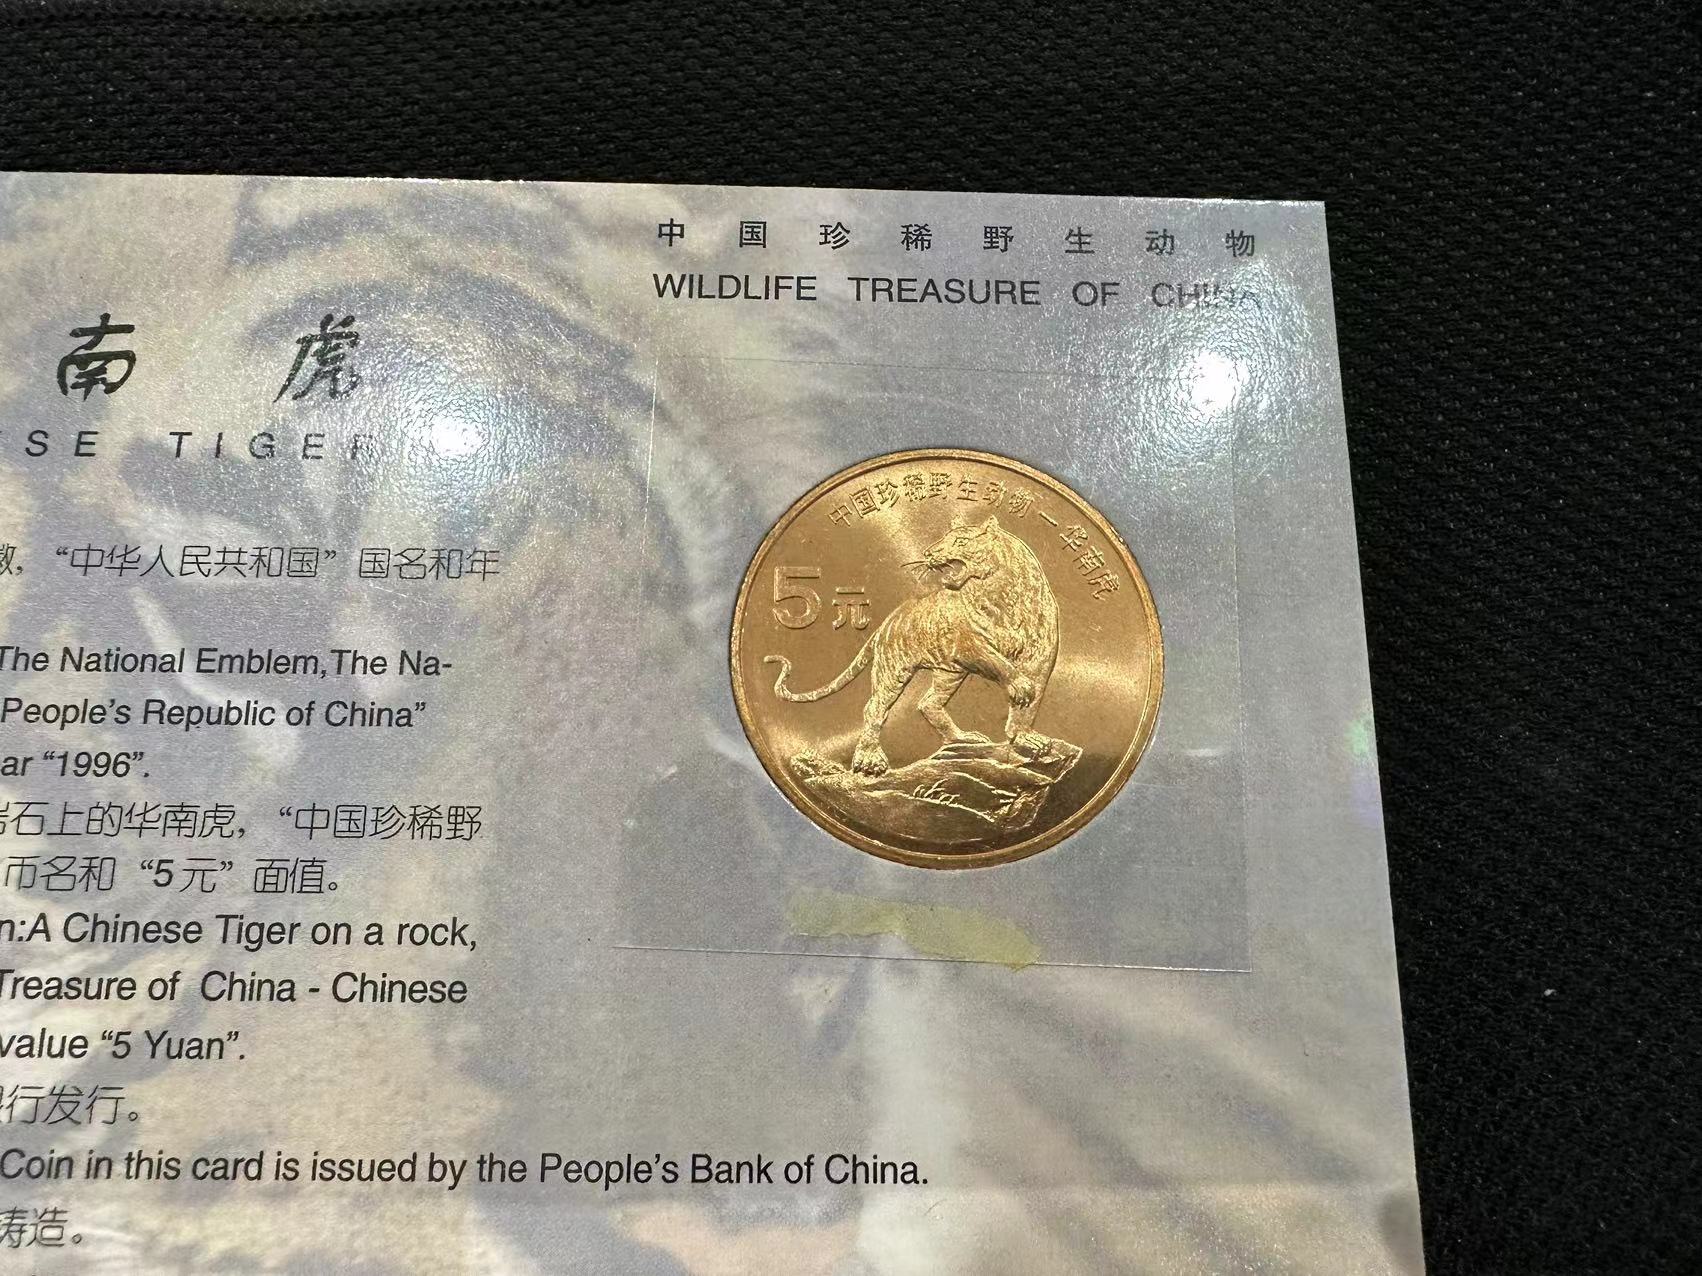 中国珍稀野生动物
WILDLIFE TREASURE OF CHINA
南虎
SE TIGER
中国珍稀野生动物—华南虎
5元
徽，“中华人民共和国”国名和年
The National Emblem,The Na-
People’s Republic of China”
ar “1996”.
岩石上的华南虎，“中国珍稀野
币名和“5元”面值。
n:A Chinese Tiger on a rock,
Treasure of China - Chinese
value “5 Yuan”.
银行发行。
Coin in this card is issued by the People’s Bank of China.
铸造。